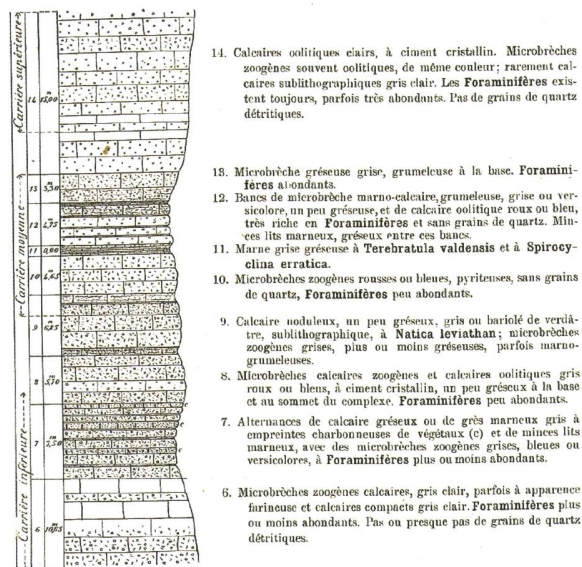 Carrière supérieure
14 15,00
14. Calcaires oolitiques clairs, à ciment cristallin. Microbrèches
zoogènes souvent oolitiques, de même couleur; rarement cal-
caires sublithographiques gris clair. Les Foraminifères exis-
tent toujours, parfois très abondants. Pas de grains de quartz
détritiques.
Carrière moyenne
13 3,30
13. Microbrèche gréseuse grise, grumeleuse à la base. Foramini-
fères abondants.
12 4,75
12. Bancs de microbrèche marno-calcaire, grumeleuse, grise ou ver-
sicolore, un peu gréseuse, et de calcaire oolitique roux ou bleu,
très riche en Foraminifères et sans grains de quartz. Min-
ces lits marneux, gréseux entre ces bancs.
11 0,90
11. Marne grise gréseuse à Terebratula valdensis et à Spirocy-
clina erratica.
10 4,65
10. Microbrèches zoogènes rousses ou bleues, pyriteuses, sans grains
de quartz, Foraminifères peu abondants.
9
9. Calcaire noduleux, un peu gréseux, gris ou bariolé de verdâ-
tre, sublithographique, à Natica leviathan; microbrèches
zoogènes grises, plus ou moins gréseuses, parfois marno-
grumeleuses.
8 5,70
8. Microbrèches calcaires zoogènes et calcaires oolitiques gris
roux ou bleus, à ciment cristallin, un peu gréseux à la base
et au sommet du complexe. Foraminifères peu abondants.
Carrière inférieure
7 7,50
7. Alternances de calcaire gréseux ou de grès marneux gris à
empreintes charbonneuses de végétaux (c) et de minces lits
marneux, avec des microbrèches zoogènes grises, bleues ou
versicolores, à Foraminifères plus ou moins abondants.
6
6. Microbrèches zoogènes calcaires, gris clair, parfois à apparence
farineuse et calcaires compacts gris clair. Foraminifères plus
ou moins abondants. Pas ou presque pas de grains de quartz
détritiques.